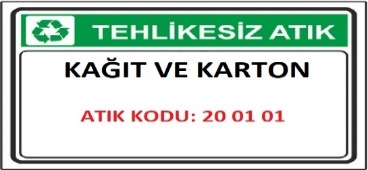 TEHLİKESİZ ATIK
KAĞIT VE KARTON
ATIK KODU: 20 01 01